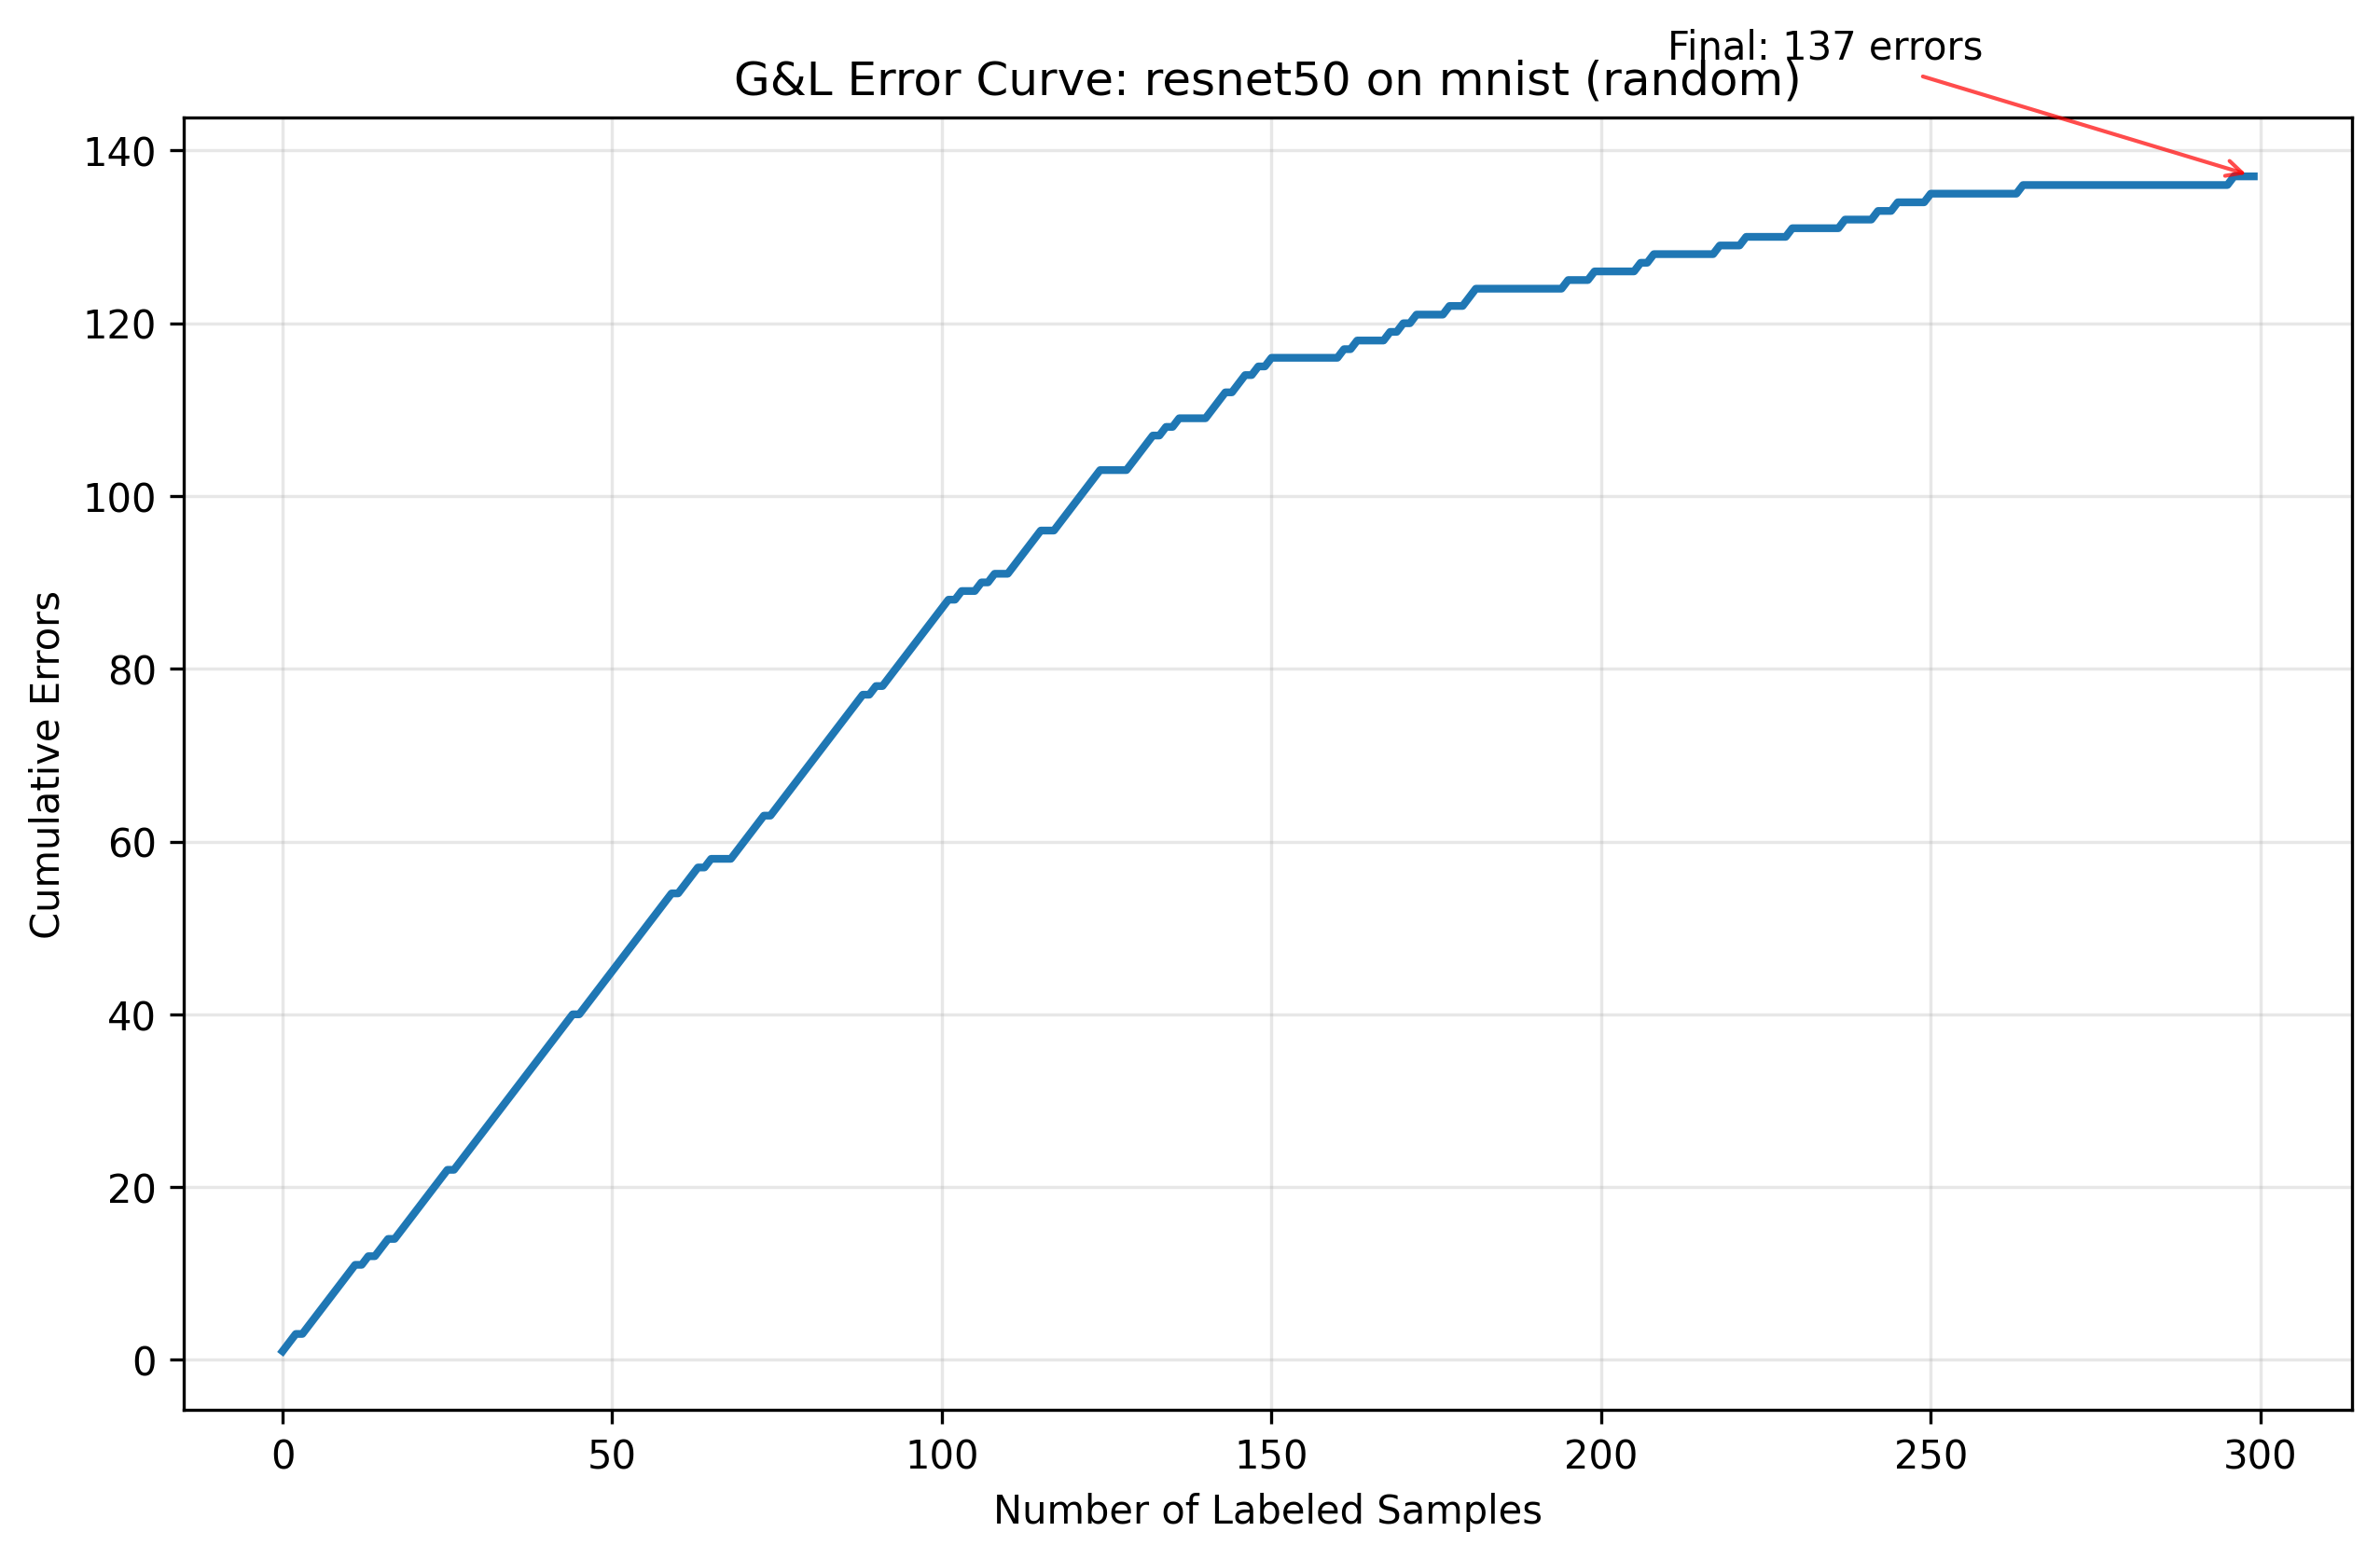 Final: 137 errors
G&L Error Curve: resnet50 on mnist (random)
140
120
100
80
60
40
20
0
Cumulative Errors
0 50 100 150 200 250 300
Number of Labeled Samples